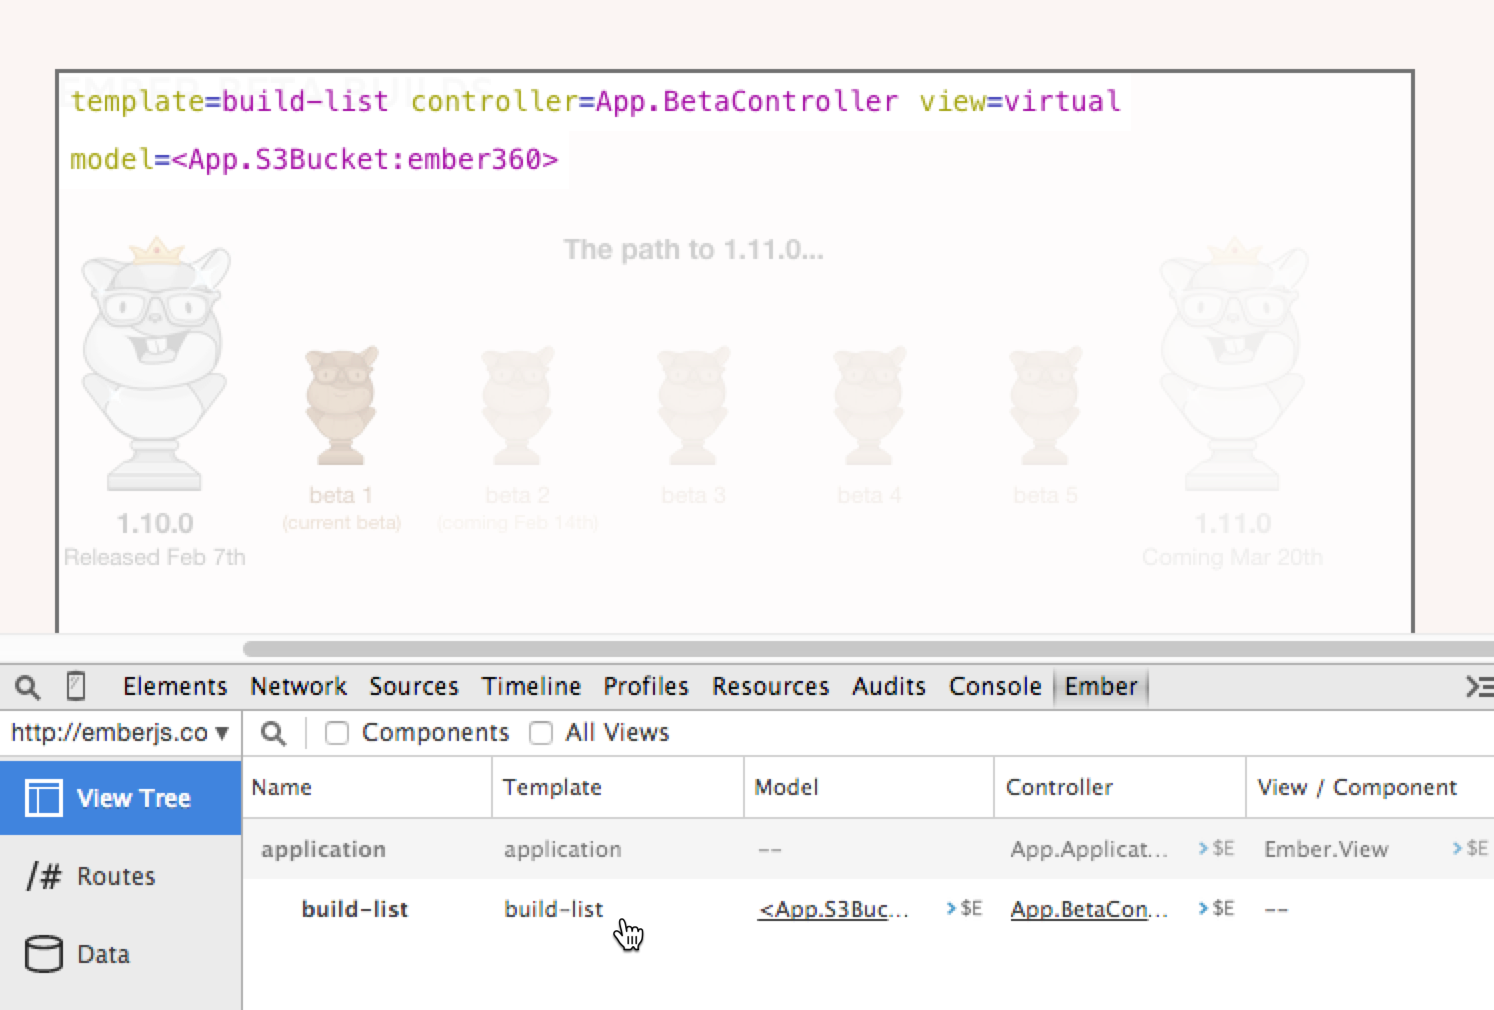 EMBER BETA BUILDS
template=build-list controller=App.BetaController view=virtual
model=<App.S3Bucket:ember360>
The path to 1.11.0...
beta 1
beta 2
beta 3
beta 4
beta 5
(current beta)
(coming Feb 14th)
1.10.0
1.11.0
Released Feb 7th
Coming Mar 20th
Elements Network Sources Timeline Profiles Resources Audits Console Ember
http://emberjs.co ▼ Components All Views
View Tree
Name Template Model Controller View / Component
application application -- App.Applicat... >$E Ember.View >$E
/# Routes
build-list build-list <App.S3Buc... >$E App.BetaCon... >$E --
Data